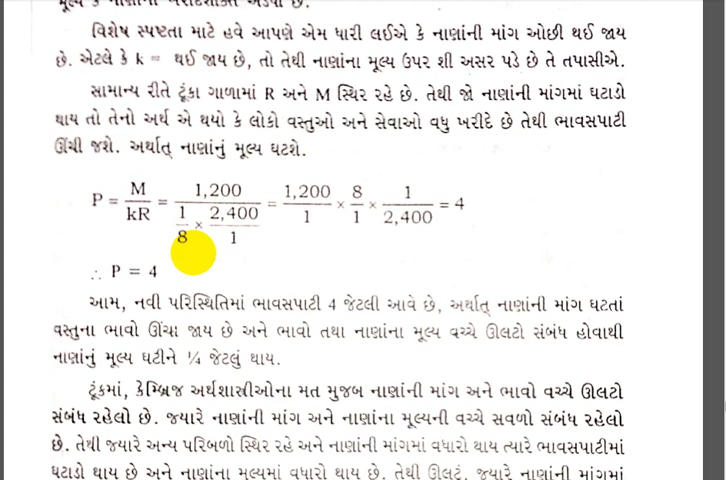 વિશેષ સ્પષ્ટતા માટે હવે આપણે એમ ધારી લઈએ કે નાણાંની માંગ ઓછી થઈ જાય
છે. એટલે કે k = થઈ જાય છે, તો તેથી નાણાંના મૂલ્ય ઉપર શી અસર પડે છે તે તપાસીએ.
સામાન્ય રીતે ટૂંકા ગાળામાં R અને M સ્થિર રહે છે. તેથી જો નાણાંની માંગમાં ઘટાડો
થાય તો તેનો અર્થ એ થયો કે લોકો વસ્તુઓ અને સેવાઓ વધુ ખરીદે છે તેથી ભાવસપાટી
ઊંચી જશે. અર્થાત્ નાણાંનું મૂલ્ય ઘટશે.
P = M/kR = 1,200 / (1/8 × 2,400/1) = 1,200/1 × 8/1 × 1/2,400 = 4
∴ P = 4
આમ, નવી પરિસ્થિતિમાં ભાવસપાટી 4 જેટલી આવે છે, અર્થાત્ નાણાંની માંગ ઘટતાં
વસ્તુના ભાવો ઊંચા જાય છે અને ભાવો તથા નાણાંના મૂલ્ય વચ્ચે ઊલટો સંબંધ હોવાથી
નાણાંનું મૂલ્ય ઘટીને ¼ જેટલું થાય.
ટૂંકમાં, કેમ્બ્રિજ અર્થશાસ્ત્રીઓના મત મુજબ નાણાંની માંગ અને ભાવો વચ્ચે ઊલટો
સંબંધ રહેલો છે. જ્યારે નાણાંની માંગ અને નાણાંના મૂલ્યની વચ્ચે સવળો સંબંધ રહેલો
છે. તેથી જ્યારે અન્ય પરિબળો સ્થિર રહે અને નાણાંની માંગમાં વધારો થાય ત્યારે ભાવસપાટીમાં
ઘટાડો થાય છે અને નાણાંના મૂલ્યમાં વધારો થાય છે. તેથી ઊલટું, જ્યારે નાણાંની માંગમાં